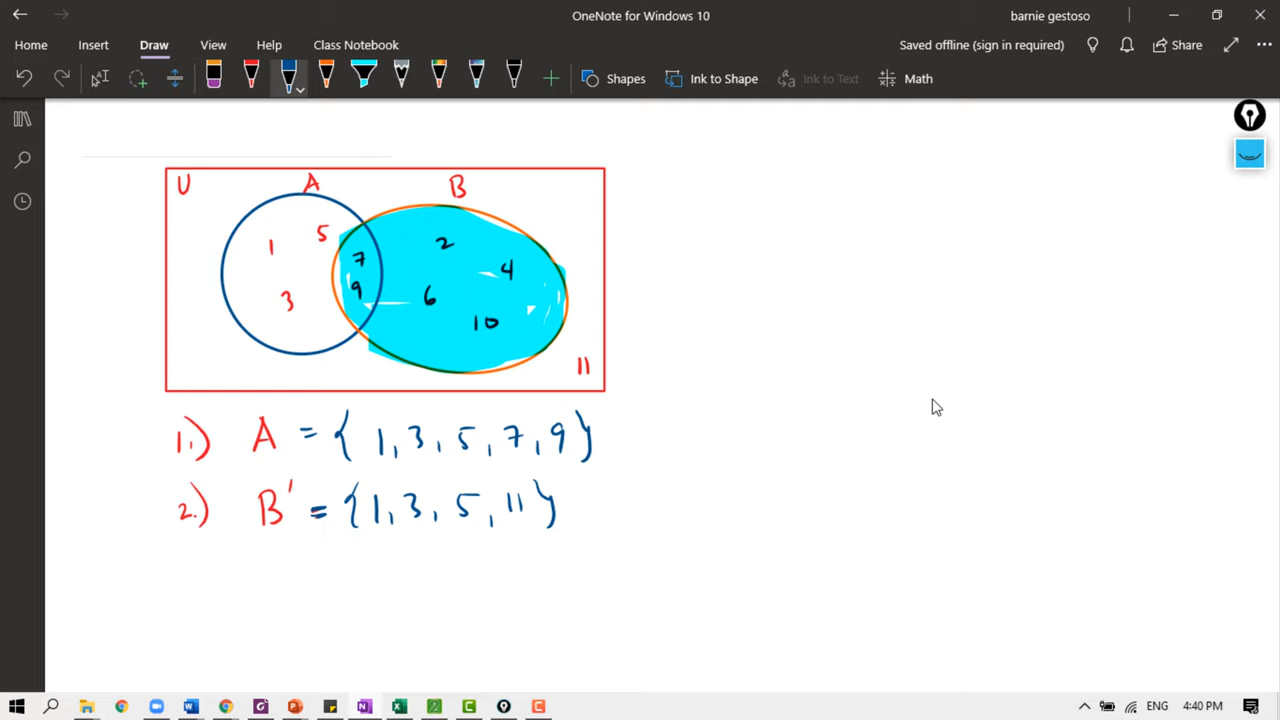 OneNote for Windows 10
barnie gestoso
Home Insert Draw View Help Class Notebook
Saved offline (sign in required)
Share
Shapes
Ink to Shape
Ink to Text
Math
U A B
1 5 7 2 4
3 9 6 10
11
1.) A = { 1, 3, 5, 7, 9 }
2.) B' = { 1, 3, 5, 11 }
ENG 4:40 PM